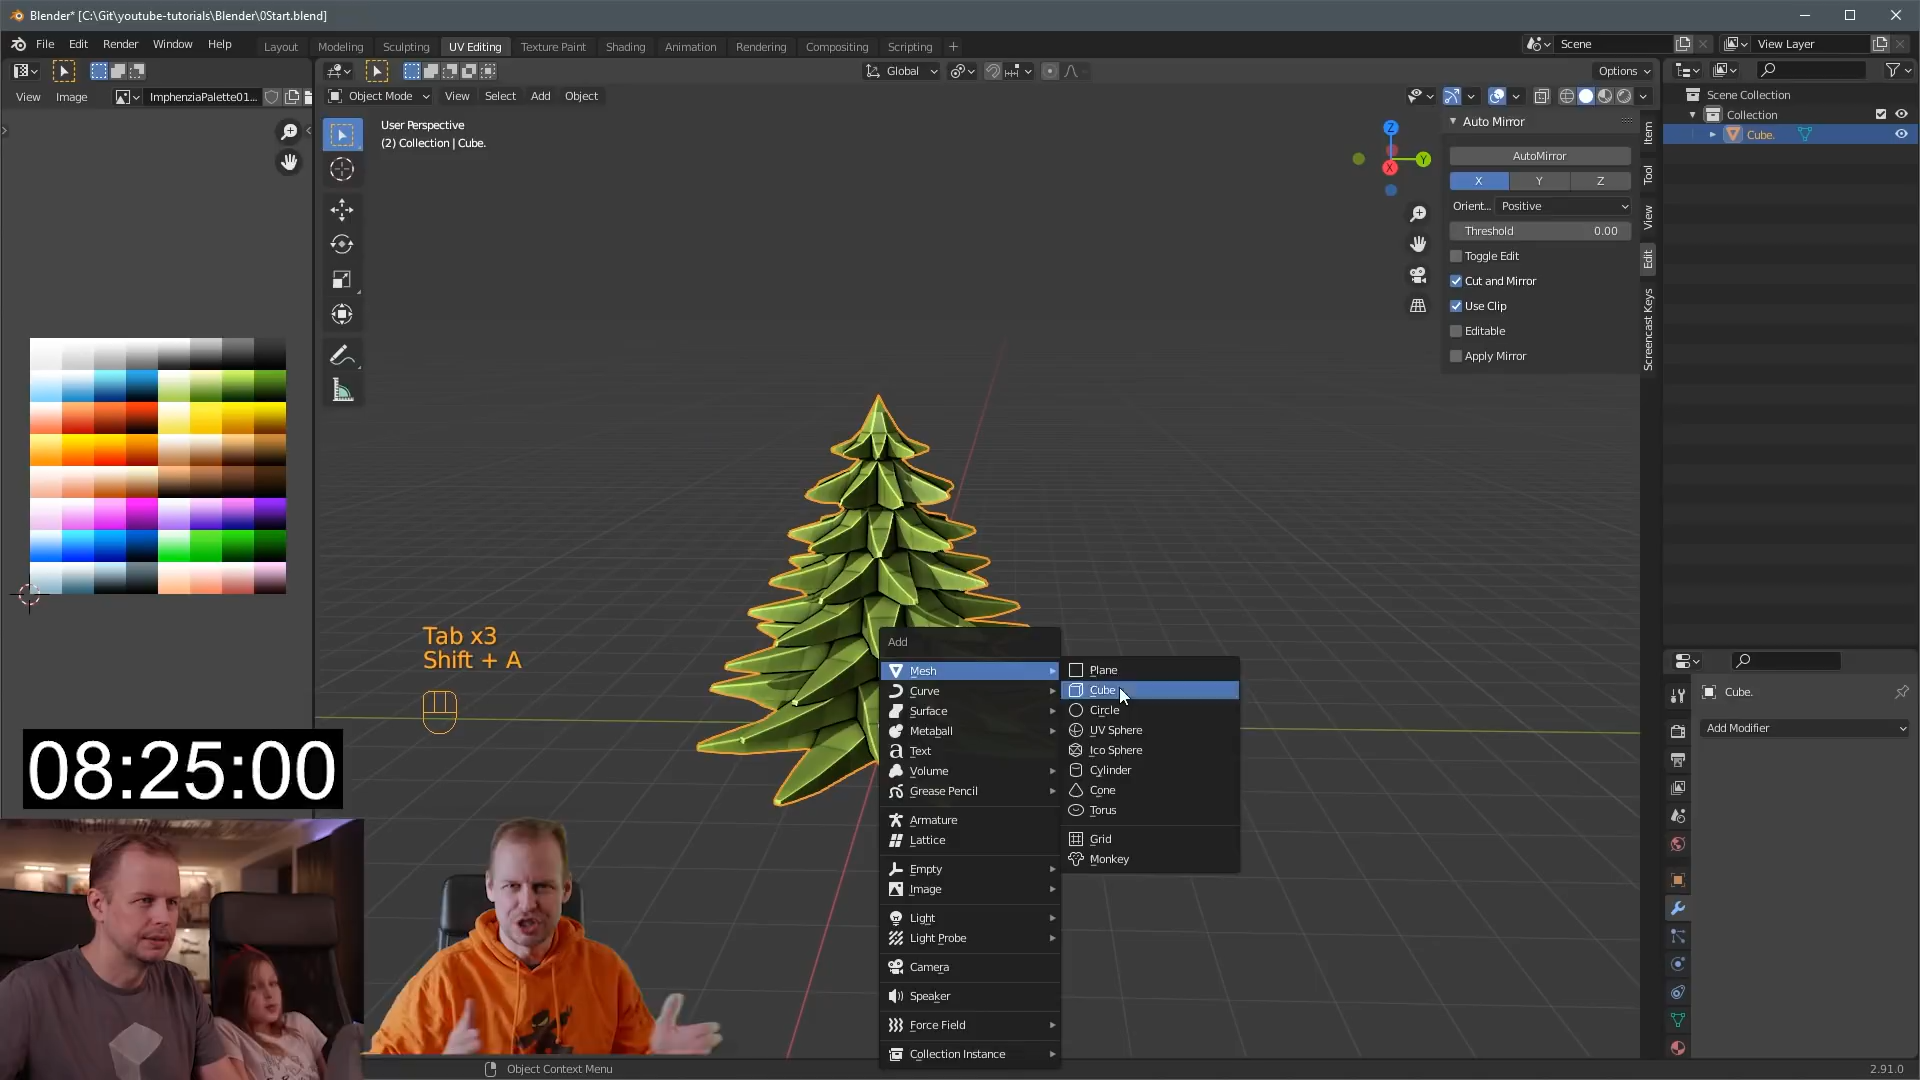 Blender* [C:\Git\youtube-tutorials\Blender\0Start.blend]
File Edit Render Window Help
Layout Modeling Sculpting UV Editing Texture Paint Shading Animation Rendering Compositing Scripting +
Scene
View Layer
Global
Options
View Image
ImphenziaPalette01...
Object Mode View Select Add Object
User Perspective
(2) Collection | Cube.
Z
Y
X
Auto Mirror
AutoMirror
X Y Z
Orient... Positive
Threshold 0.00
Toggle Edit
Cut and Mirror
Use Clip
Editable
Apply Mirror
Item
Tool
View
Edit
Screencast Keys
Scene Collection
Collection
Cube.
Cube.
Add Modifier
Tab x3
Shift + A
08:25:00
Add
Mesh
Curve
Surface
Metaball
Text
Volume
Grease Pencil
Armature
Lattice
Empty
Image
Light
Light Probe
Camera
Speaker
Force Field
Collection Instance
Plane
Cube
Circle
UV Sphere
Ico Sphere
Cylinder
Cone
Torus
Grid
Monkey
Object Context Menu
2.91.0